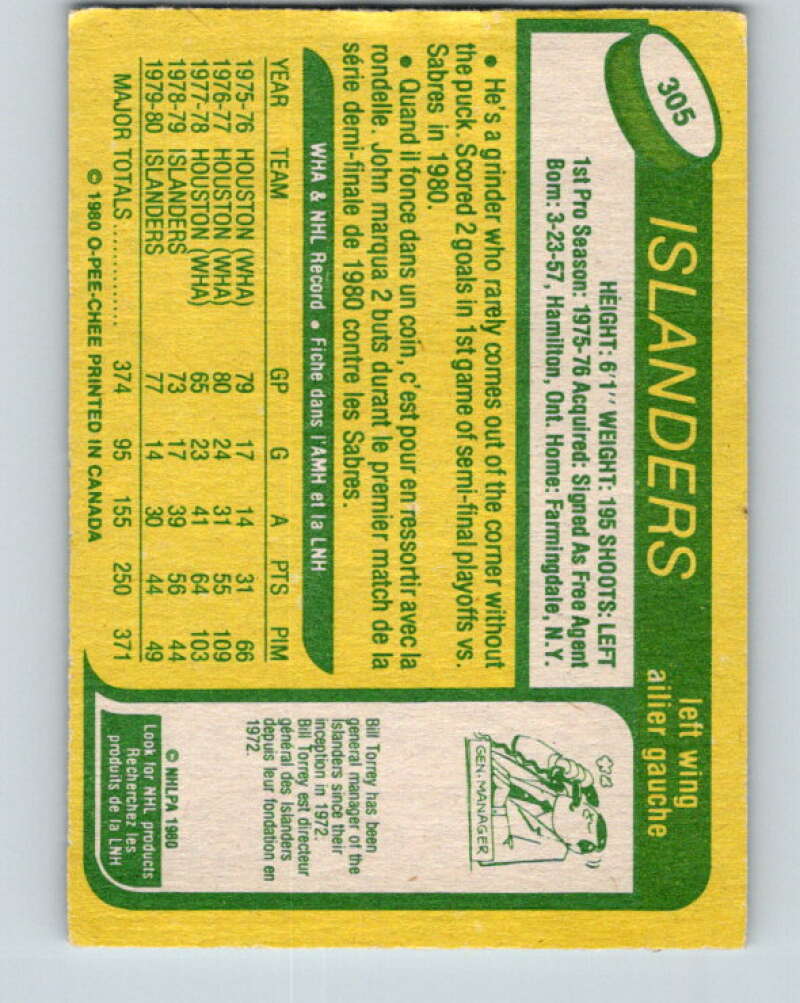 305
ISLANDERS
left wing
ailier gauche
HEIGHT: 6'1" WEIGHT: 195 SHOOTS: LEFT
1st Pro Season: 1975-76 Acquired: Signed As Free Agent
Born: 3-23-57, Hamilton, Ont. Home: Farmingdale, N.Y.
• He's a grinder who rarely comes out of the corner without
the puck. Scored 2 goals in 1st game of semi-final playoffs vs.
Sabres in 1980.
• Quand il fonce dans un coin, c'est pour en ressortir avec la
rondelle. John marqua 2 buts durant le premier match de la
série demi-finale de 1980 contre les Sabres.
WHA & NHL Record • Fiche dans l'AMH et la LNH
YEAR TEAM GP G A PTS PIM
1975-76 HOUSTON (WHA) 79 17 14 31 66
1976-77 HOUSTON (WHA) 80 24 31 55 109
1977-78 HOUSTON (WHA) 65 23 41 64 103
1978-79 ISLANDERS 73 17 39 56 44
1979-80 ISLANDERS 77 14 30 44 49
MAJOR TOTALS .............. 374 95 155 250 371
© 1980 O-PEE-CHEE PRINTED IN CANADA
GEN. MANAGER
Bill Torrey has been
general manager of the
Islanders since their
inception in 1972.
Bill Torrey est directeur
général des Islanders
depuis leur fondation en
1972.
© NHLPA 1980
Look for NHL products
Recherchez les
produits de la LNH